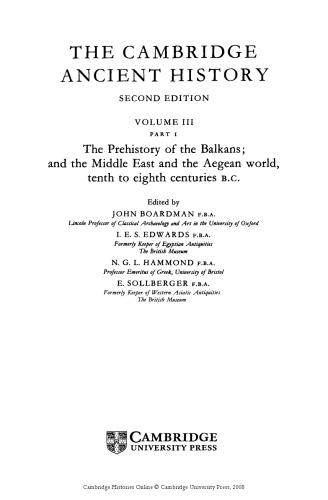 THE CAMBRIDGE
ANCIENT HISTORY
SECOND EDITION
VOLUME III
PART I
The Prehistory of the Balkans;
and the Middle East and the Aegean world,
tenth to eighth centuries B.C.
Edited by
JOHN BOARDMAN F.B.A.
Lincoln Professor of Classical Archaeology and Art in the University of Oxford
I. E. S. EDWARDS F.B.A.
Formerly Keeper of Egyptian Antiquities
The British Museum
N. G. L. HAMMOND F.B.A.
Professor Emeritus of Greek, University of Bristol
E. SOLLBERGER F.B.A.
Formerly Keeper of Western Asiatic Antiquities
The British Museum
CAMBRIDGE
UNIVERSITY PRESS
Cambridge Histories Online © Cambridge University Press, 2008